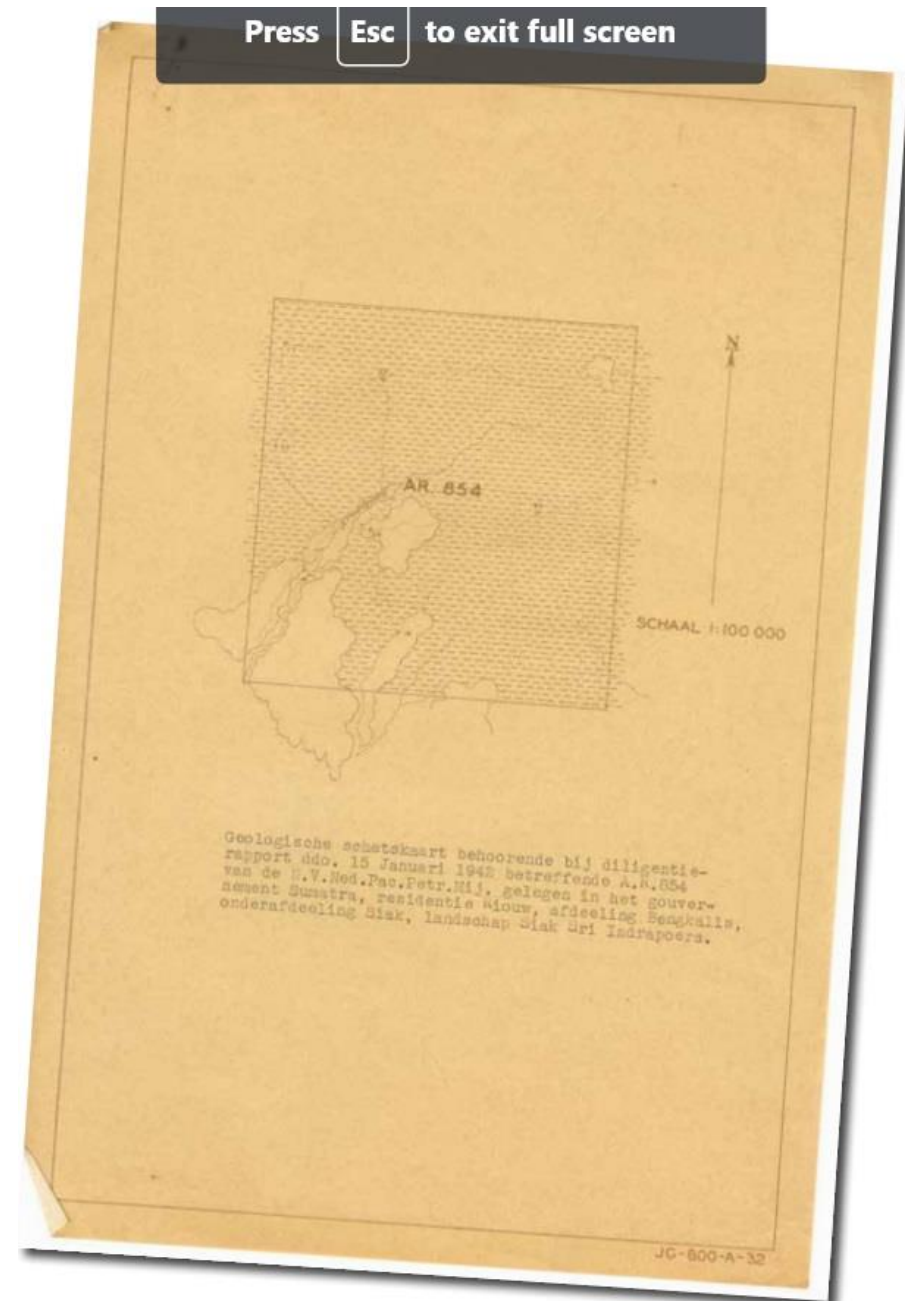 Press Esc to exit full screen
N
AR. 854
SCHAAL 1:100 000
Geologische schetskaart behoorende bij diligentie-
rapport ddo. 15 Januari 1942 betreffende A.R.854
van de N.V.Ned.Pac.Petr.Mij, gelegen in het gouver-
nement Sumatra, residentie Riouw, afdeeling Bengkalis,
onderafdeeling Siak, landschap Siak Sri Indrapoera.
JG-600-A-32